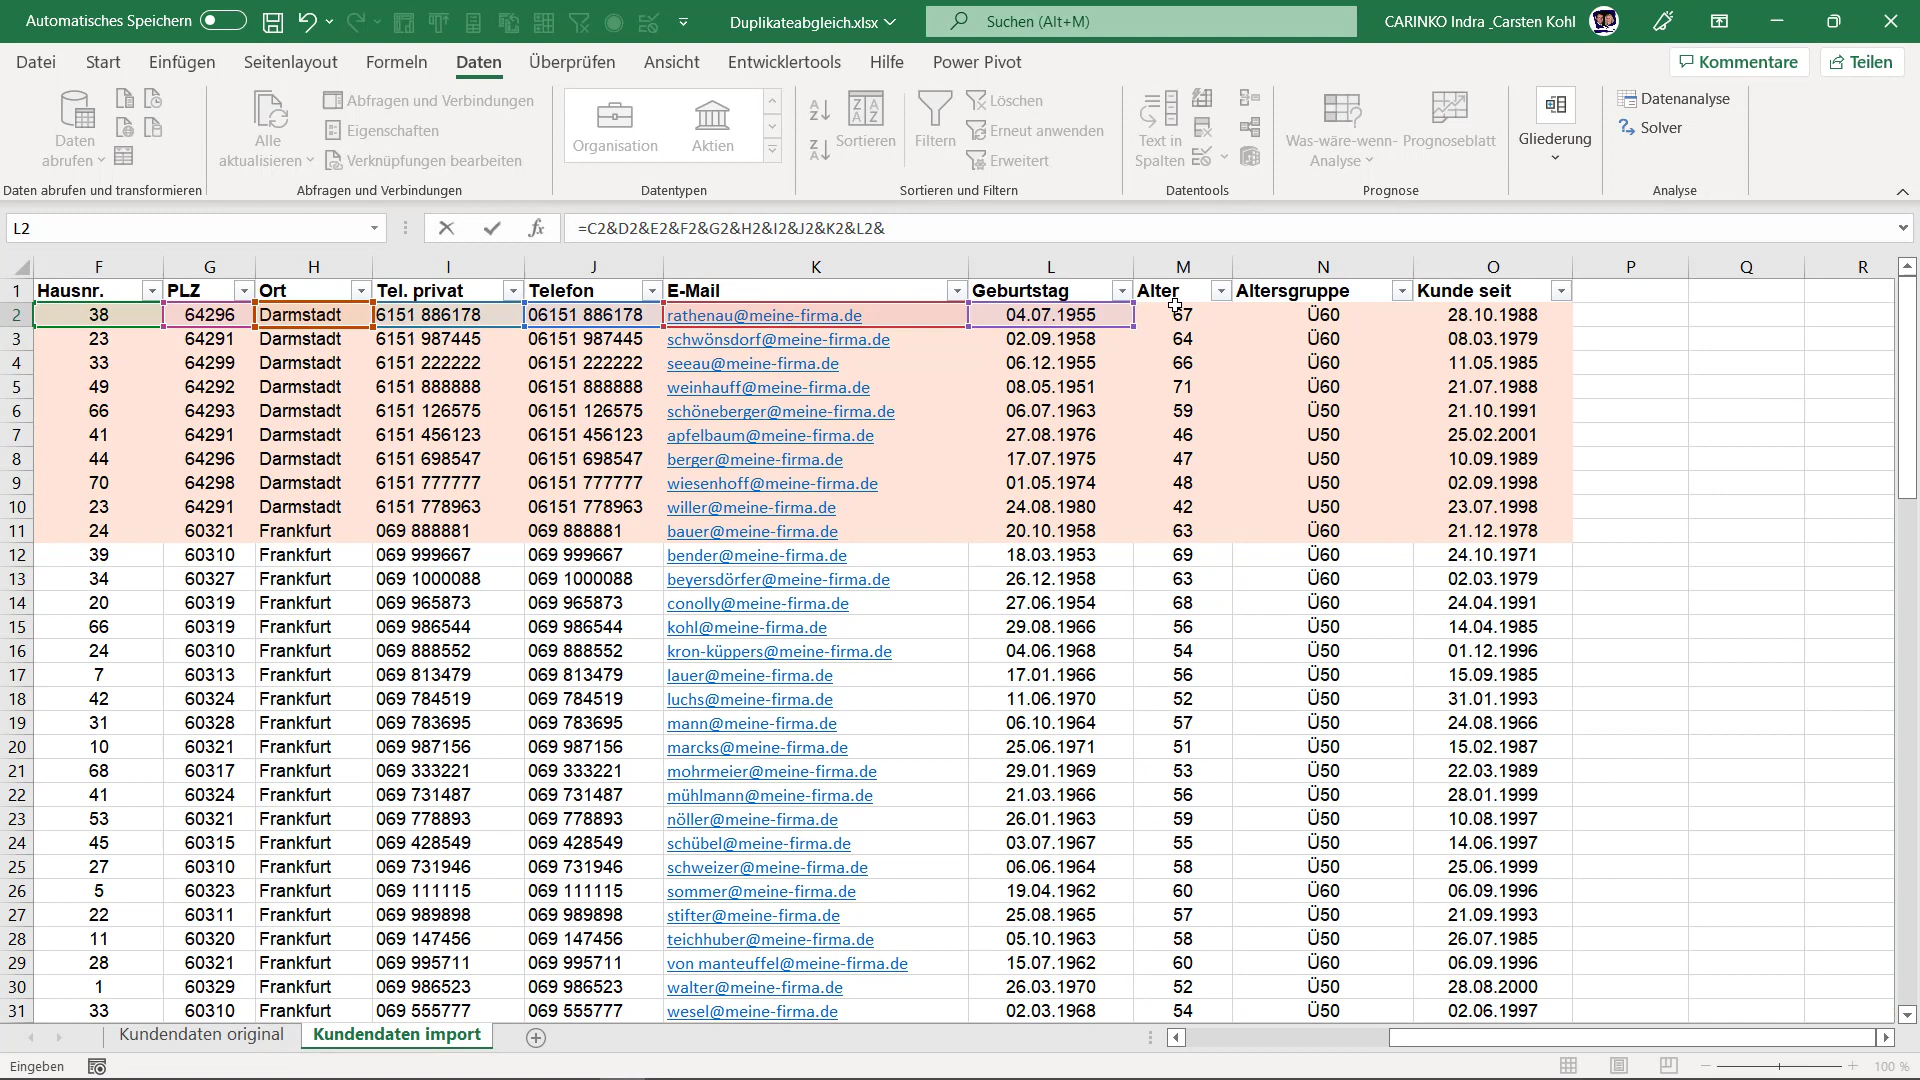 Automatisches Speichern
Duplikateabgleich.xlsx
Suchen (Alt+M)
CARINKO Indra _Carsten Kohl
Datei Start Einfügen Seitenlayout Formeln Daten Überprüfen Ansicht Entwicklertools Hilfe Power Pivot
Kommentare Teilen
Daten abrufen
Alle aktualisieren
Abfragen und Verbindungen
Eigenschaften
Verknüpfungen bearbeiten
Organisation Aktien
Sortieren
Filtern
Löschen
Erneut anwenden
Erweitert
Text in Spalten
Was-wäre-wenn-Analyse
Prognoseblatt
Gliederung
Datenanalyse
Solver
Daten abrufen und transformieren Abfragen und Verbindungen Datentypen Sortieren und Filtern Datentools Prognose Analyse
L2 fx =C2&D2&E2&F2&G2&H2&I2&J2&K2&L2&
F G H I J K L M N O P Q R
1 Hausnr. PLZ Ort Tel. privat Telefon E-Mail Geburtstag Alter Altersgruppe Kunde seit
2 38 64296 Darmstadt 6151 886178 06151 886178 rathenau@meine-firma.de 04.07.1955 67 Ü60 28.10.1988
3 23 64291 Darmstadt 6151 987445 06151 987445 schwönsdorf@meine-firma.de 02.09.1958 64 Ü60 08.03.1979
4 33 64299 Darmstadt 6151 222222 06151 222222 seeau@meine-firma.de 06.12.1955 66 Ü60 11.05.1985
5 49 64292 Darmstadt 6151 888888 06151 888888 weinhauff@meine-firma.de 08.05.1951 71 Ü60 21.07.1988
6 66 64293 Darmstadt 6151 126575 06151 126575 schöneberger@meine-firma.de 06.07.1963 59 Ü50 21.10.1991
7 41 64291 Darmstadt 6151 456123 06151 456123 apfelbaum@meine-firma.de 27.08.1976 46 U50 25.02.2001
8 44 64296 Darmstadt 6151 698547 06151 698547 berger@meine-firma.de 17.07.1975 47 U50 10.09.1989
9 70 64298 Darmstadt 6151 777777 06151 777777 wiesenhoff@meine-firma.de 01.05.1974 48 U50 02.09.1998
10 23 64291 Darmstadt 6151 778963 06151 778963 willer@meine-firma.de 24.08.1980 42 U50 23.07.1998
11 24 60321 Frankfurt 069 888881 069 888881 bauer@meine-firma.de 20.10.1958 63 Ü60 21.12.1978
12 39 60310 Frankfurt 069 999667 069 999667 bender@meine-firma.de 18.03.1953 69 Ü60 24.10.1971
13 34 60327 Frankfurt 069 1000088 069 1000088 beyersdörfer@meine-firma.de 26.12.1958 63 Ü60 02.03.1979
14 20 60319 Frankfurt 069 965873 069 965873 conolly@meine-firma.de 27.06.1954 68 Ü60 24.04.1991
15 66 60319 Frankfurt 069 986544 069 986544 kohl@meine-firma.de 29.08.1966 56 Ü50 14.04.1985
16 24 60310 Frankfurt 069 888552 069 888552 kron-küppers@meine-firma.de 04.06.1968 54 Ü50 01.12.1996
17 7 60313 Frankfurt 069 813479 069 813479 lauer@meine-firma.de 17.01.1966 56 Ü50 15.09.1985
18 42 60324 Frankfurt 069 784519 069 784519 luchs@meine-firma.de 11.06.1970 52 Ü50 31.01.1993
19 31 60328 Frankfurt 069 783695 069 783695 mann@meine-firma.de 06.10.1964 57 Ü50 24.08.1966
20 10 60321 Frankfurt 069 987156 069 987156 marcks@meine-firma.de 25.06.1971 51 Ü50 15.02.1987
21 68 60317 Frankfurt 069 333221 069 333221 mohrmeier@meine-firma.de 29.01.1969 53 Ü50 22.03.1989
22 41 60324 Frankfurt 069 731487 069 731487 mühlmann@meine-firma.de 21.03.1966 56 Ü50 28.01.1999
23 53 60321 Frankfurt 069 778893 069 778893 nöller@meine-firma.de 26.01.1963 59 Ü50 10.08.1997
24 45 60315 Frankfurt 069 428549 069 428549 schübel@meine-firma.de 03.07.1967 55 Ü50 14.06.1997
25 27 60310 Frankfurt 069 731946 069 731946 schweizer@meine-firma.de 06.06.1964 58 Ü50 25.06.1999
26 5 60323 Frankfurt 069 111115 069 111115 sommer@meine-firma.de 19.04.1962 60 Ü60 06.09.1996
27 22 60311 Frankfurt 069 989898 069 989898 stifter@meine-firma.de 25.08.1965 57 Ü50 21.09.1993
28 11 60320 Frankfurt 069 147456 069 147456 teichhuber@meine-firma.de 05.10.1963 58 Ü50 26.07.1985
29 28 60321 Frankfurt 069 995711 069 995711 von manteuffel@meine-firma.de 15.07.1962 60 Ü60 06.09.1996
30 1 60329 Frankfurt 069 986523 069 986523 walter@meine-firma.de 26.03.1970 52 Ü50 28.08.2000
31 33 60310 Frankfurt 069 555777 069 555777 wesel@meine-firma.de 02.03.1968 54 Ü50 02.06.1997
Kundendaten original Kundendaten import
Eingeben 100 %